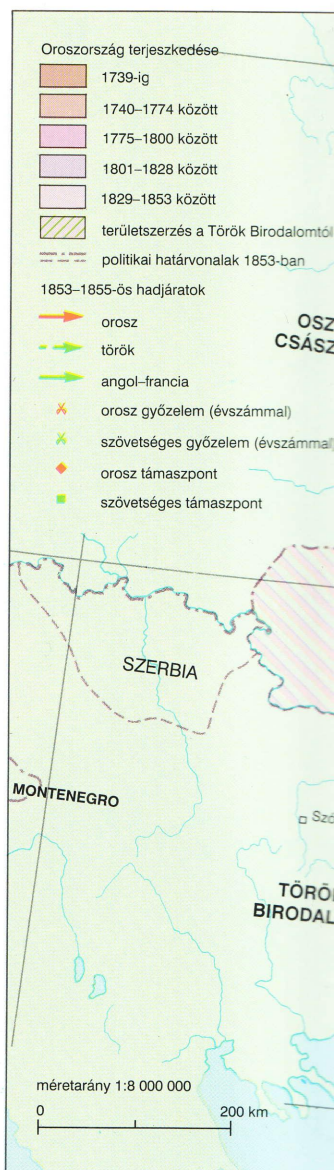 Oroszország terjeszkedése
1739-ig
1740–1774 között
1775–1800 között
1801–1828 között
1829–1853 között
területszerzés a Török Birodalomtól
politikai határvonalak 1853-ban
1853–1855-ös hadjáratok
orosz
török
angol–francia
orosz győzelem (évszámmal)
szövetséges győzelem (évszámmal)
orosz támaszpont
szövetséges támaszpont
OSZ
CSÁSZ
SZERBIA
MONTENEGRO
Szó
TÖRÖ
BIRODAL
méretarány 1:8 000 000
0 200 km